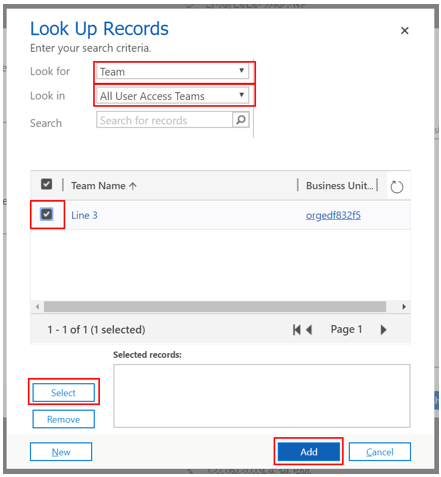 Look Up Records
Enter your search criteria.
Look for
Team
Look in
All User Access Teams
Search
Search for records
Team Name ↑
Business Unit...
Line 3
orgedf832f5
1 - 1 of 1 (1 selected)
Page 1
Selected records:
Select
Remove
New
Add
Cancel